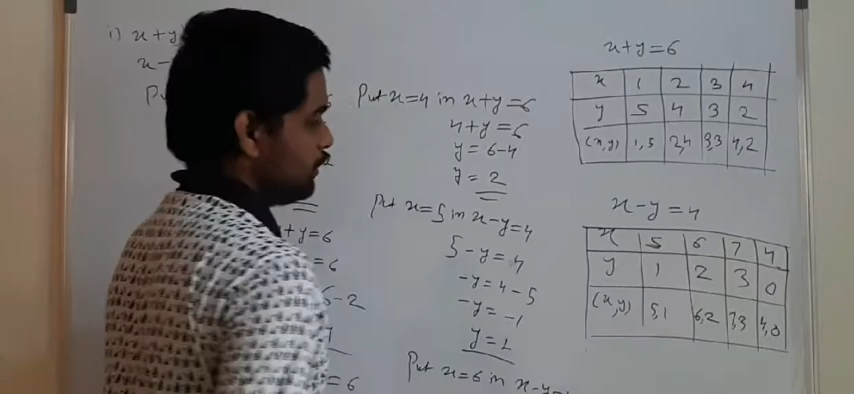 i) x+y
x-
Pu
+y=6
=6
6-2
=6
Put x=4 in x+y=6
4+y=6
y=6-4
y=2
Put x=5 in x-y=4
5-y=4
-y=4-5
-y=-1
y=1
Put x=6 in x-y=
x+y=6
x 1 2 3 4
y 5 4 3 2
(x,y) 1,5 2,4 3,3 4,2
x-y=4
x 5 6 7 4
y 1 2 3 0
(x,y) 5,1 6,2 7,3 4,0